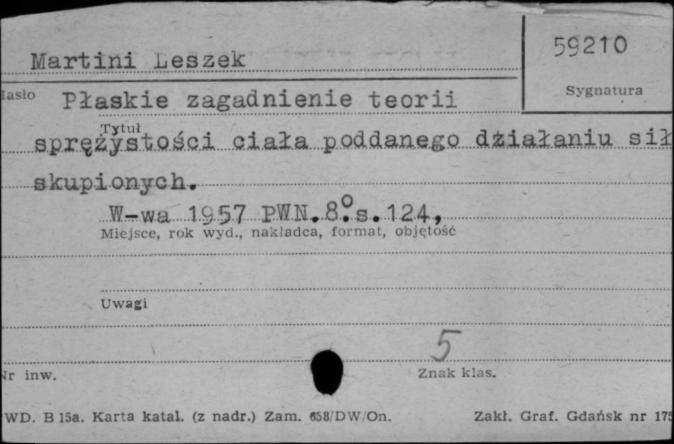 59210
Martini Leszek
Sygnatura
Hasło
Płaskie zagadnienie teorii
Tytuł
sprężystości ciała poddanego działaniu sił
skupionych.
W-wa 1957 PWN.8°.s.124,
Miejsce, rok wyd., nakładca, format, objętość
Uwagi
5
Nr inw.
Znak klas.
WD. B 15a. Karta katal. (z nadr.) Zam. 658/DW/On. Zakł. Graf. Gdańsk nr 175